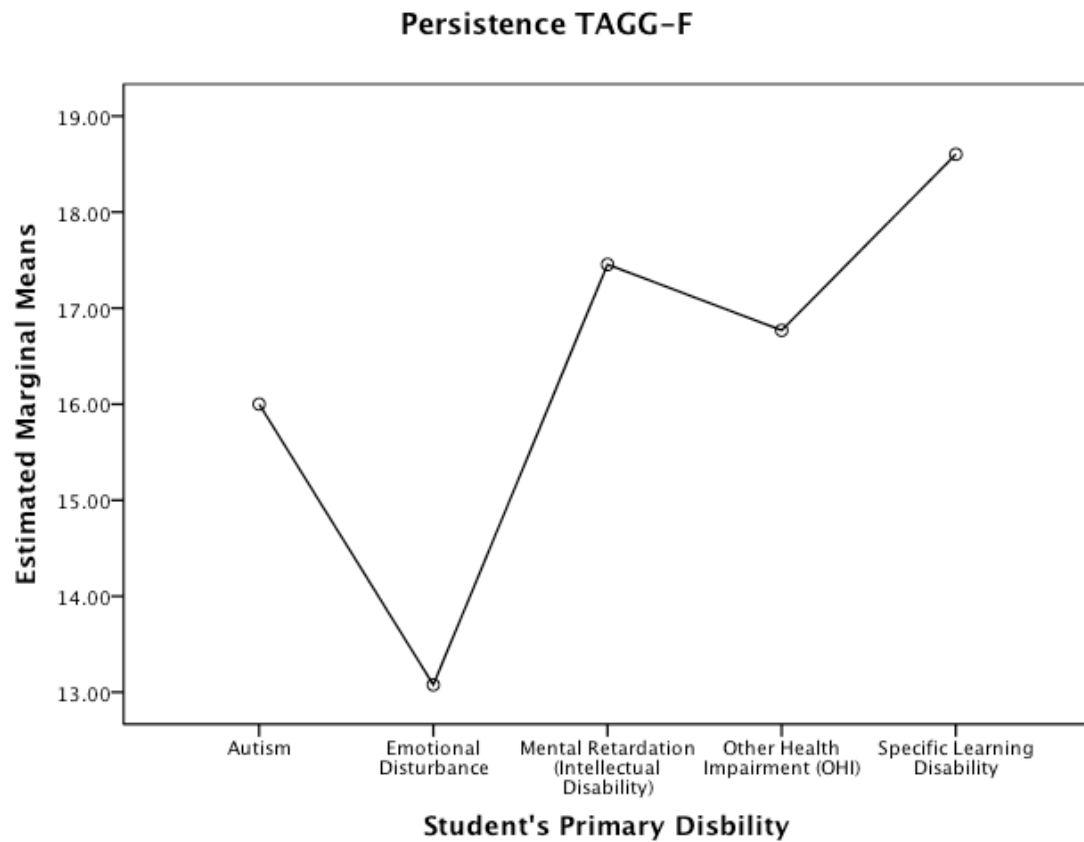 Persistence TAGG-F
Estimated Marginal Means
19.00
18.00
17.00
16.00
15.00
14.00
13.00
Autism
Emotional
Disturbance
Mental Retardation
(Intellectual
Disability)
Other Health
Impairment (OHI)
Specific Learning
Disability
Student's Primary Disbility